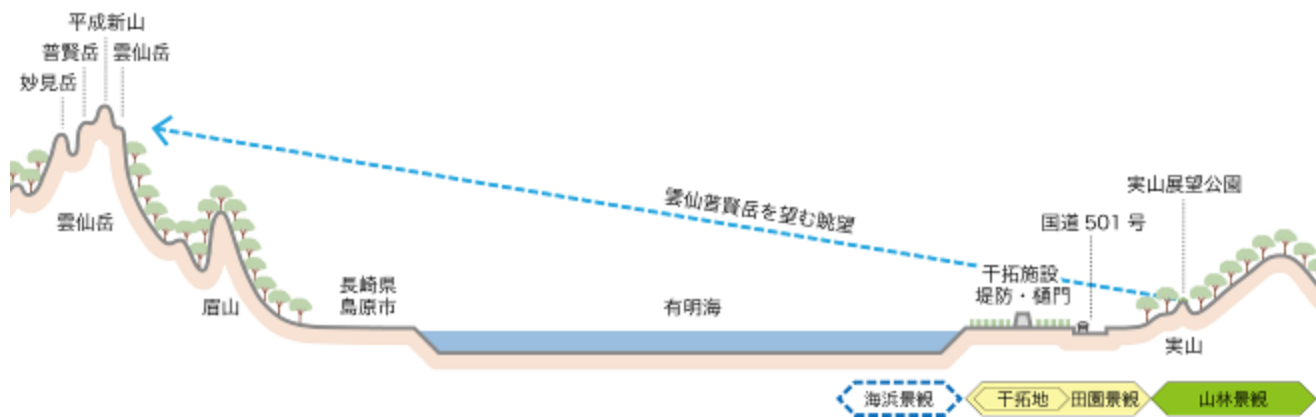 平成新山
普賢岳
雲仙岳
妙見岳
雲仙岳
眉山
長崎県
島原市
有明海
雲仙普賢岳を望む眺望
実山展望公園
国道 501 号
干拓施設
堤防・樋門
実山
海浜景観
干拓地
田園景観
山林景観